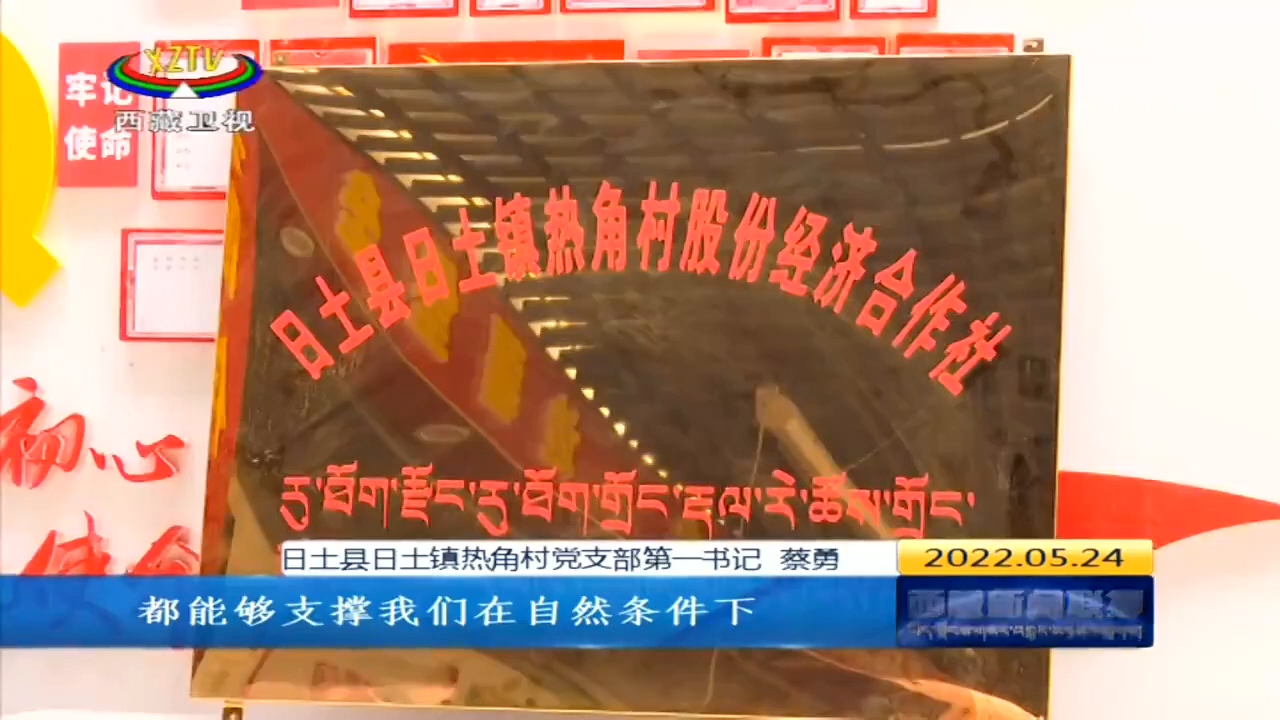 XZTV
西藏卫视
牢记
使命
日土县日土镇热角村股份经济合作社
རུ་ཐོག་རྫོང་རུ་ཐོག་གྲོང་རྡལ་རེ་ཆོས་གྲོང་
初心
日土县日土镇热角村党支部第一书记 蔡勇
2022.05.24
都能够支撑我们在自然条件下
西藏新闻联播